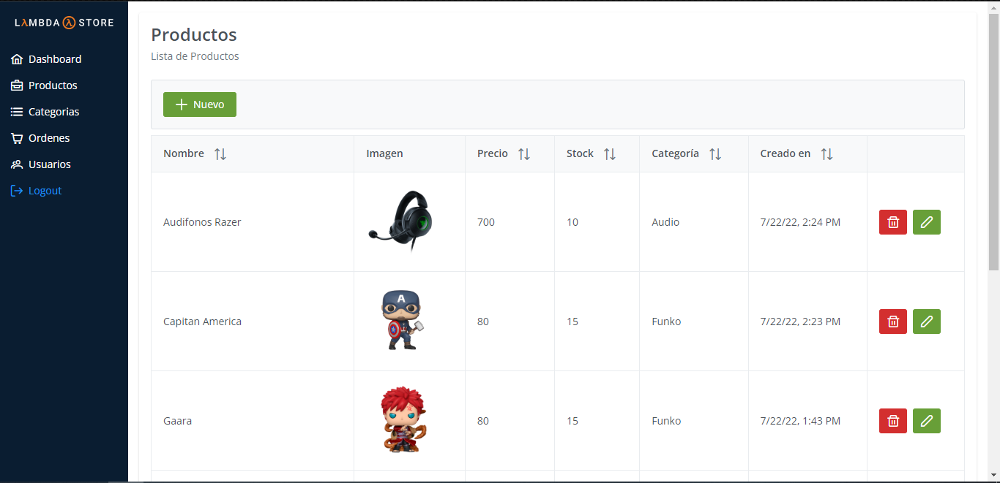 LAMBDA STORE
Dashboard
Productos
Categorias
Ordenes
Usuarios
Logout
Productos
Lista de Productos
Nuevo
Nombre Imagen Precio Stock Categoría Creado en
Audifonos Razer 700 10 Audio 7/22/22, 2:24 PM
Capitan America 80 15 Funko 7/22/22, 2:23 PM
Gaara 80 15 Funko 7/22/22, 1:43 PM